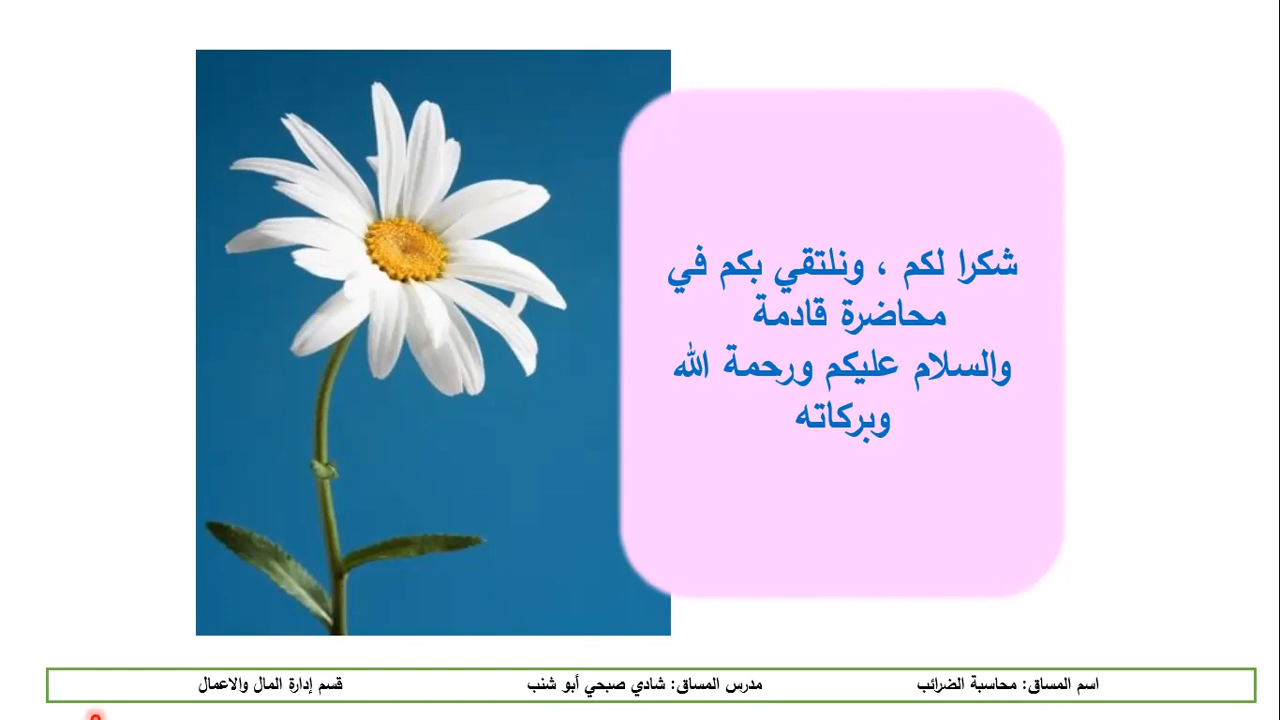 شكرا لكم ، ونلتقي بكم في
محاضرة قادمة
والسلام عليكم ورحمة الله
وبركاته
اسم المساق: محاسبة الضرائب مدرس المساق: شادي صبحي أبو شنب قسم إدارة المال والاعمال